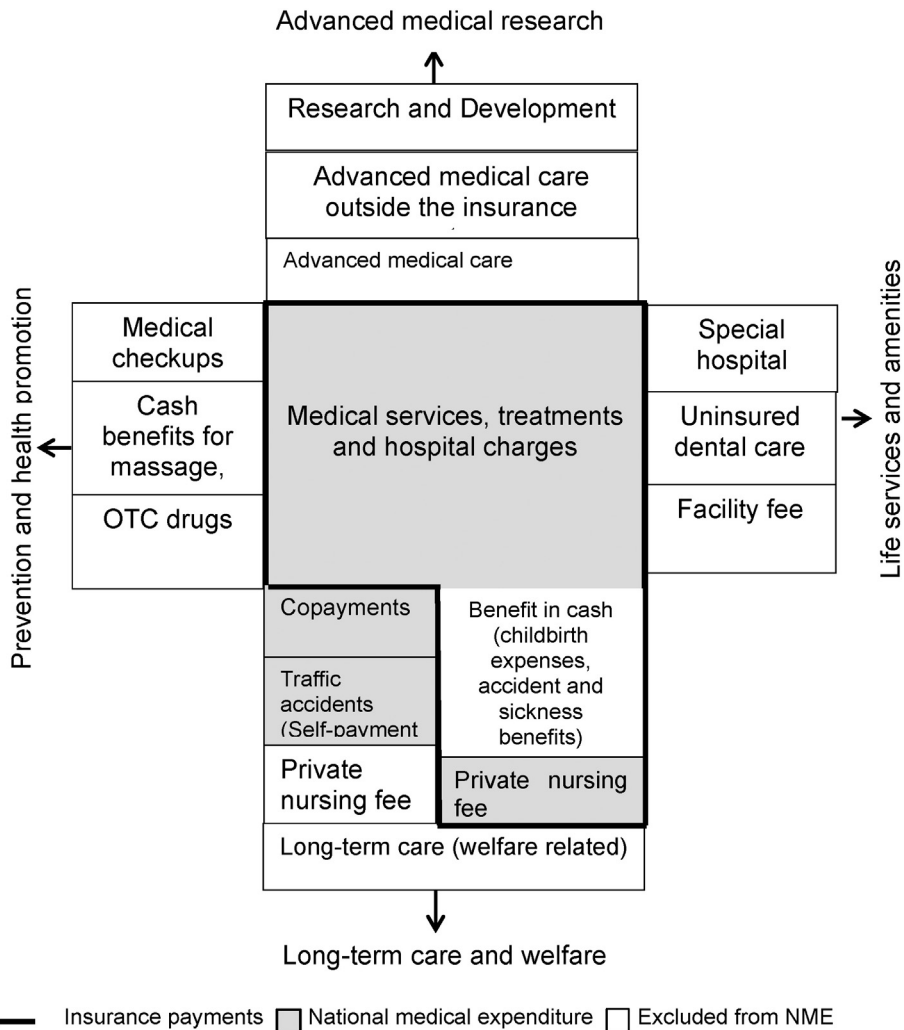 Advanced medical research
Research and Development
Advanced medical care
outside the insurance
Advanced medical care
Prevention and health promotion
Medical
checkups
Cash
benefits for
massage,
OTC drugs
Medical services, treatments
and hospital charges
Special
hospital
Uninsured
dental care
Facility fee
Life services and amenities
Copayments
Traffic
accidents
(Self-payment
Private
nursing fee
Benefit in cash
(childbirth
expenses,
accident and
sickness
benefits)
Private nursing
fee
Long-term care (welfare related)
Long-term care and welfare
Insurance payments National medical expenditure Excluded from NME